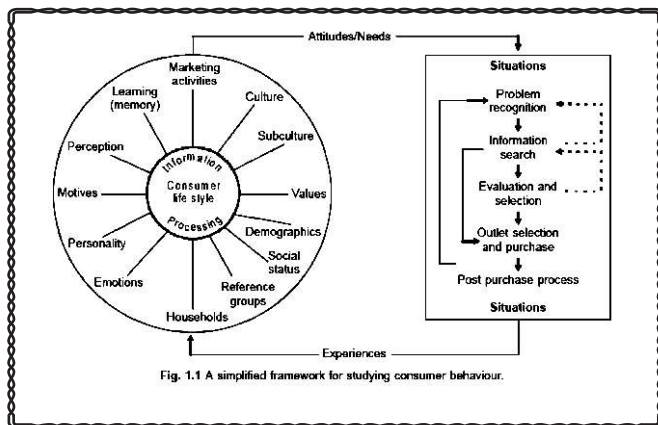 Attitudes/Needs
Marketing
activities
Learning
(memory)
Culture
Subculture
Perception
Information
Consumer
life style
Processing
Motives
Values
Demographics
Personality
Social
status
Emotions
Reference
groups
Households
Situations
Problem
recognition
Information
search
Evaluation and
selection
Outlet selection
and purchase
Post purchase process
Situations
Experiences
Fig. 1.1 A simplified framework for studying consumer behaviour.